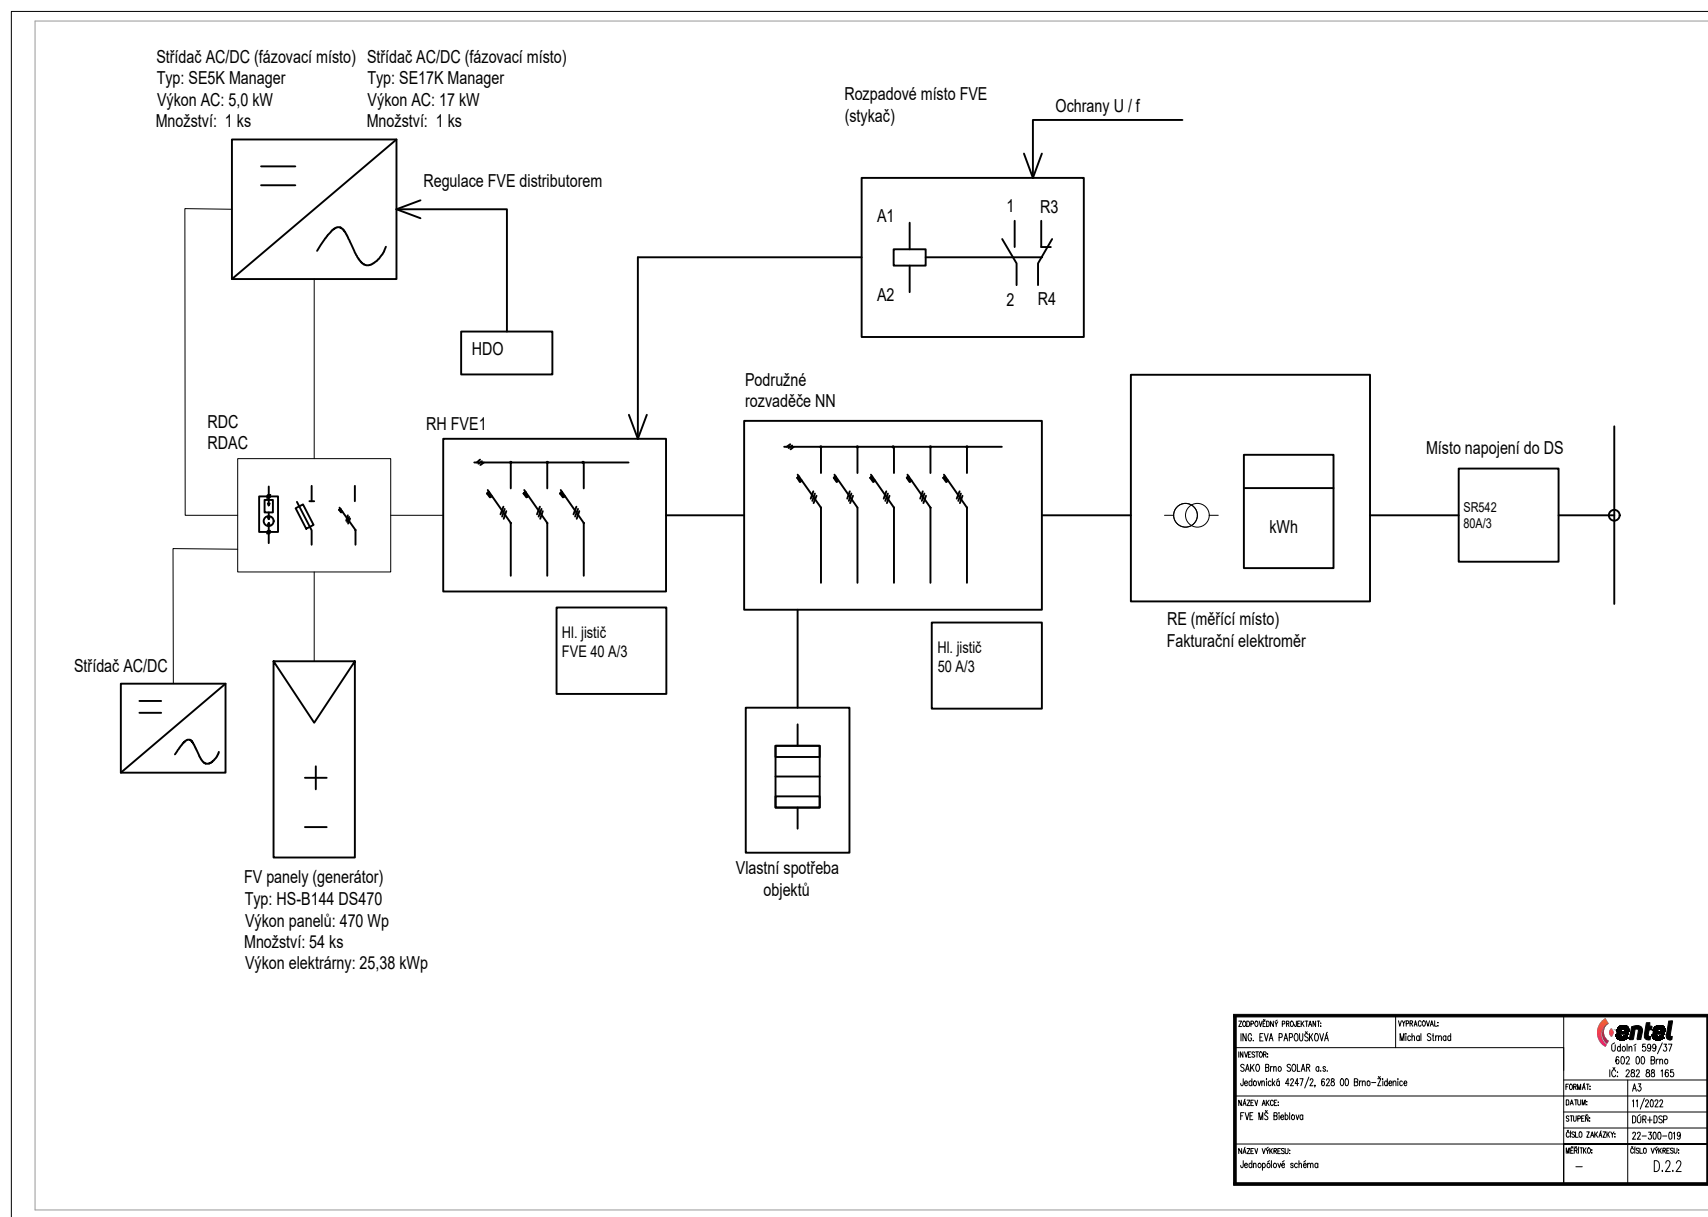 Střídač AC/DC (fázovací místo)
Typ: SE5K Manager
Výkon AC: 5,0 kW
Množství: 1 ks
Střídač AC/DC (fázovací místo)
Typ: SE17K Manager
Výkon AC: 17 kW
Množství: 1 ks
Regulace FVE distributorem
HDO
Rozpadové místo FVE
(stykač)
Ochrany U / f
A1
A2
1
R3
2
R4
RDC
RDAC
RH FVE1
Podružné
rozvaděče NN
Místo napojení do DS
SR542
80A/3
kWh
RE (měřící místo)
Fakturační elektroměr
Hl. jistič
FVE 40 A/3
Hl. jistič
50 A/3
Střídač AC/DC
Vlastní spotřeba
objektů
FV panely (generátor)
Typ: HS-B144 DS470
Výkon panelů: 470 Wp
Množství: 54 ks
Výkon elektrárny: 25,38 kWp
ZODPOVĚDNÝ PROJEKTANT:
ING. EVA PAPOUŠKOVÁ
VYPRACOVAL:
Michal Strnad
INVESTOR:
SAKO Brno SOLAR a.s.
Jedovnická 4247/2, 628 00 Brno-Židenice
NÁZEV AKCE:
FVE MŠ Bieblova
NÁZEV VÝKRESU:
Jednopólové schéma
entel
Údolní 599/37
602 00 Brno
IČ: 282 88 165
FORMÁT: A3
DATUM: 11/2022
STUPEŇ: DÚR+DSP
ČÍSLO ZAKÁZKY: 22-300-019
MĚŘÍTKO:
–
ČÍSLO VÝKRESU:
D.2.2